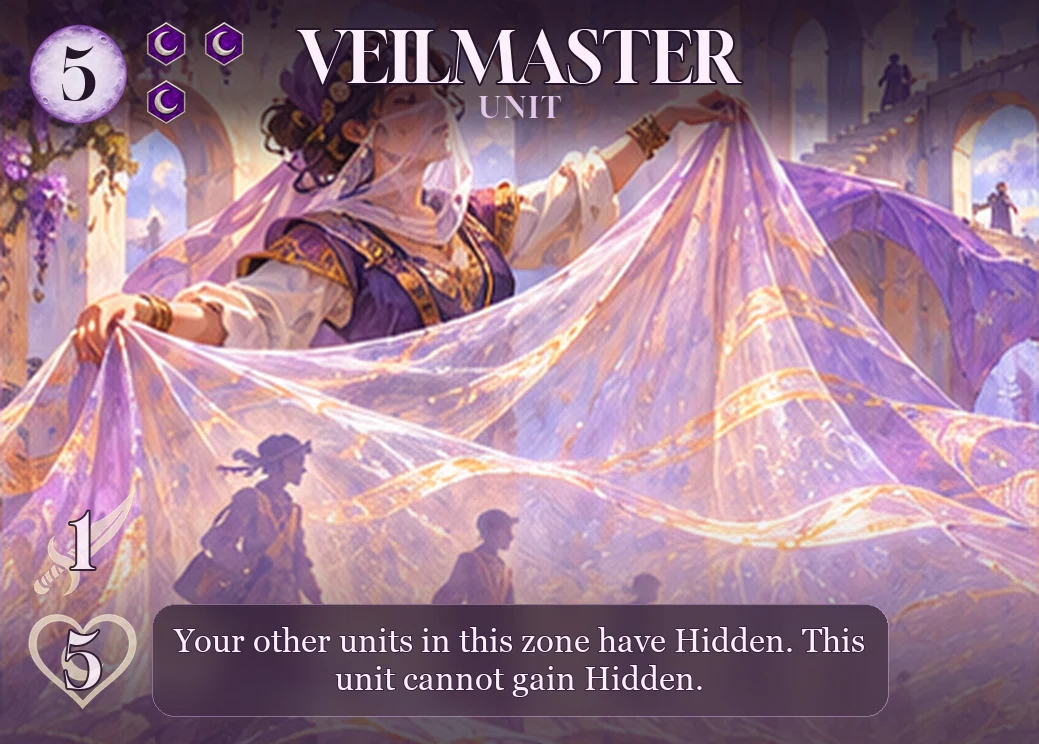 5
VEILMASTER
UNIT
1
5
Your other units in this zone have Hidden. This
unit cannot gain Hidden.